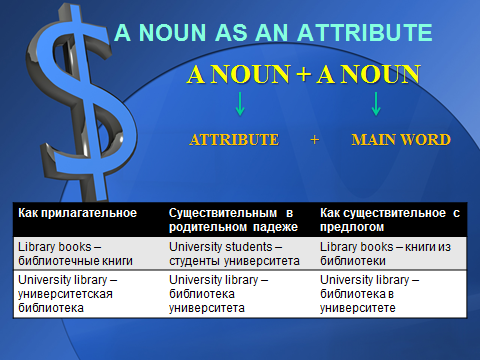 A NOUN AS AN ATTRIBUTE
A NOUN + A NOUN
ATTRIBUTE + MAIN WORD
Как прилагательное
Существительным в
родительном падеже
Как существительное с
предлогом
Library books –
библиотечные книги
University students –
студенты университета
Library books – книги из
библиотеки
University library –
университетская
библиотека
University library –
библиотека
университета
University library –
библиотека в
университете